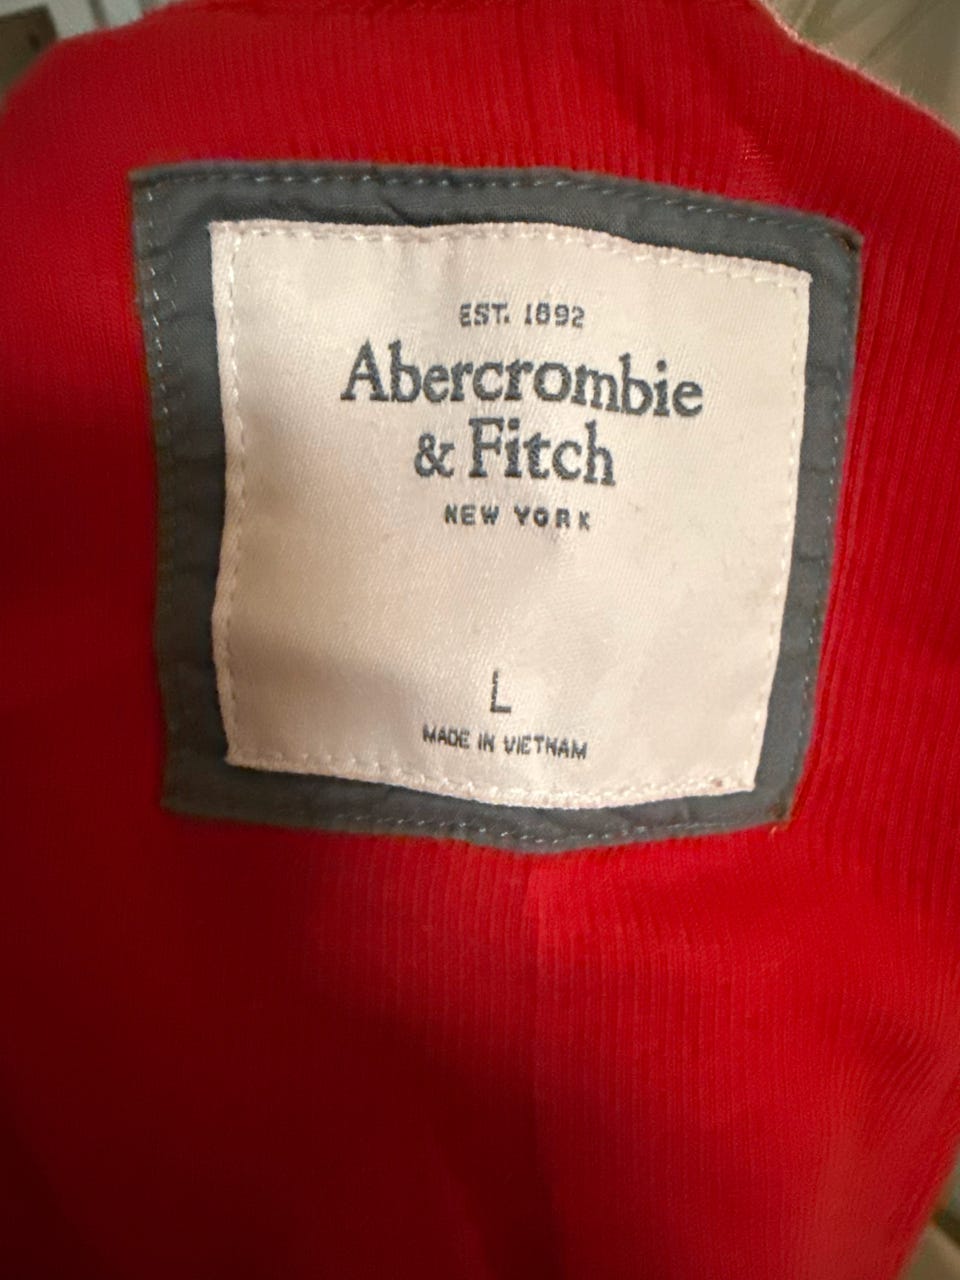 EST. 1892
Abercrombie
& Fitch
NEW YORK
L
MADE IN VIETNAM